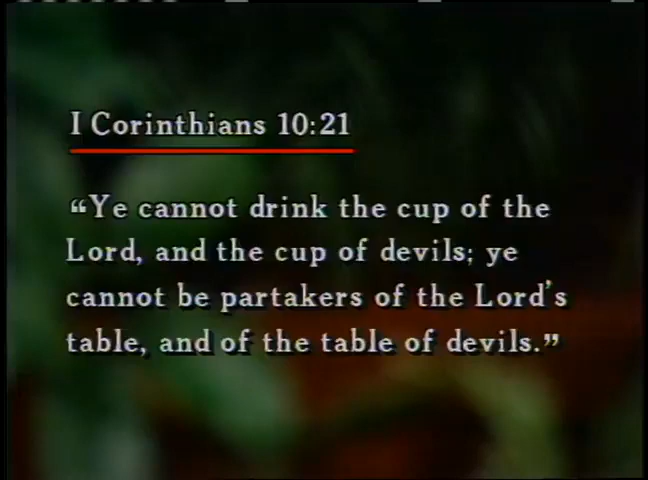 I Corinthians 10:21
“Ye cannot drink the cup of the
Lord, and the cup of devils; ye
cannot be partakers of the Lord’s
table, and of the table of devils.”